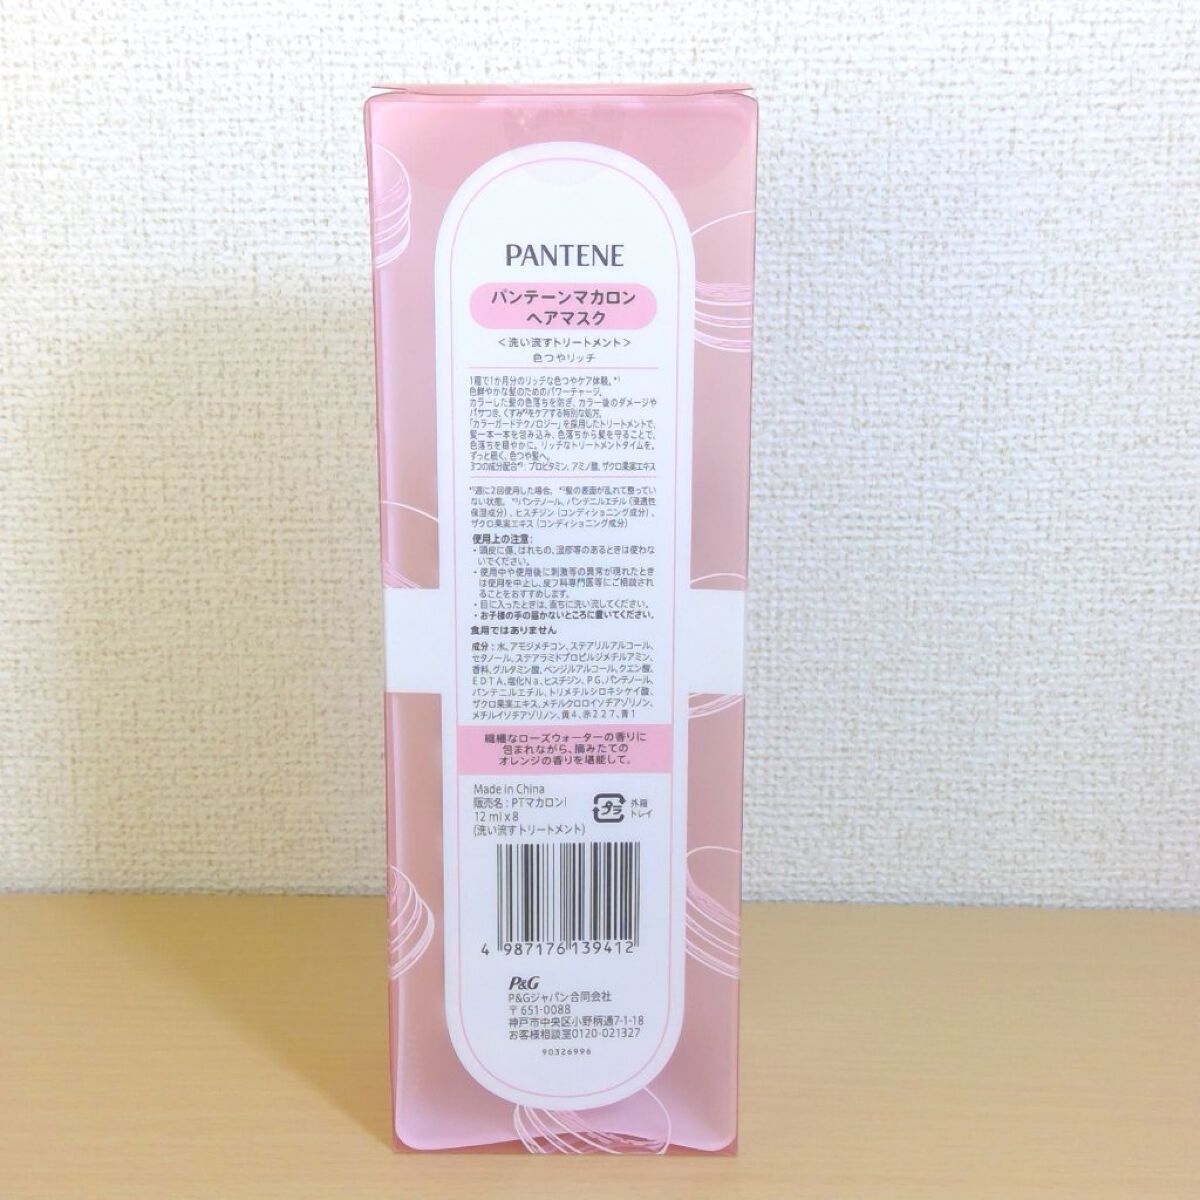 PANTENE
パンテーンマカロン
ヘアマスク
＜洗い流すトリートメント＞
色つやリッチ
1箱で1か月分のリッチな色つやケア体験。*1
色鮮やかな髪のためのパワーチャージ。
カラーした髪の色落ちを防ぎ、カラー後のダメージや
パサつき、くすみ*2をケアする特別な処方。
「カラーガードテクノロジー」を採用したトリートメントで、
髪一本一本を包み込み、色落ちから髪を守ることで、
色落ちを穏やかに。リッチなトリートメントタイムを。
ずっと続く、色つや髪へ。
3つの成分配合*3：プロビタミン、アミノ酸、ザクロ果実エキス
*1週に2回使用した場合。 *2髪の表面が乱れて整ってい
ない状態。 *3パンテノール、パンテニルエチル（浸透性
保湿成分）、ヒスチジン（コンディショニング成分）、
ザクロ果実エキス（コンディショニング成分）
使用上の注意：
・頭皮に傷、はれもの、湿疹等のあるときは使わな
いでください。
・使用中や使用後に刺激等の異常が現れたとき
は使用を中止し、皮フ科専門医等にご相談され
ることをおすすめします。
・目に入ったときは、直ちに洗い流してください。
・お子様の手の届かないところに置いてください。
食用ではありません
成分：水、アモジメチコン、ステアリルアルコール、
セタノール、ステアラミドプロピルジメチルアミン、
香料、グルタミン酸、ベンジルアルコール、クエン酸、
EDTA、塩化Na、ヒスチジン、PG、パンテノール、
パンテニルエチル、トリメチルシロキシケイ酸、
ザクロ果実エキス、メチルクロロイソチアゾリノン、
メチルイソチアゾリノン、黄4、赤227、青1
繊細なローズウォーターの香りに
包まれながら、摘みたての
オレンジの香りを堪能して。
Made in China
販売名：PTマカロンI
12 ml x 8
(洗い流すトリートメント)
プラ
外箱
トレイ
4 987176 139412
P&G
P&Gジャパン合同会社
〒651-0088
神戸市中央区小野柄通7-1-18
お客様相談室0120-021327
90326996